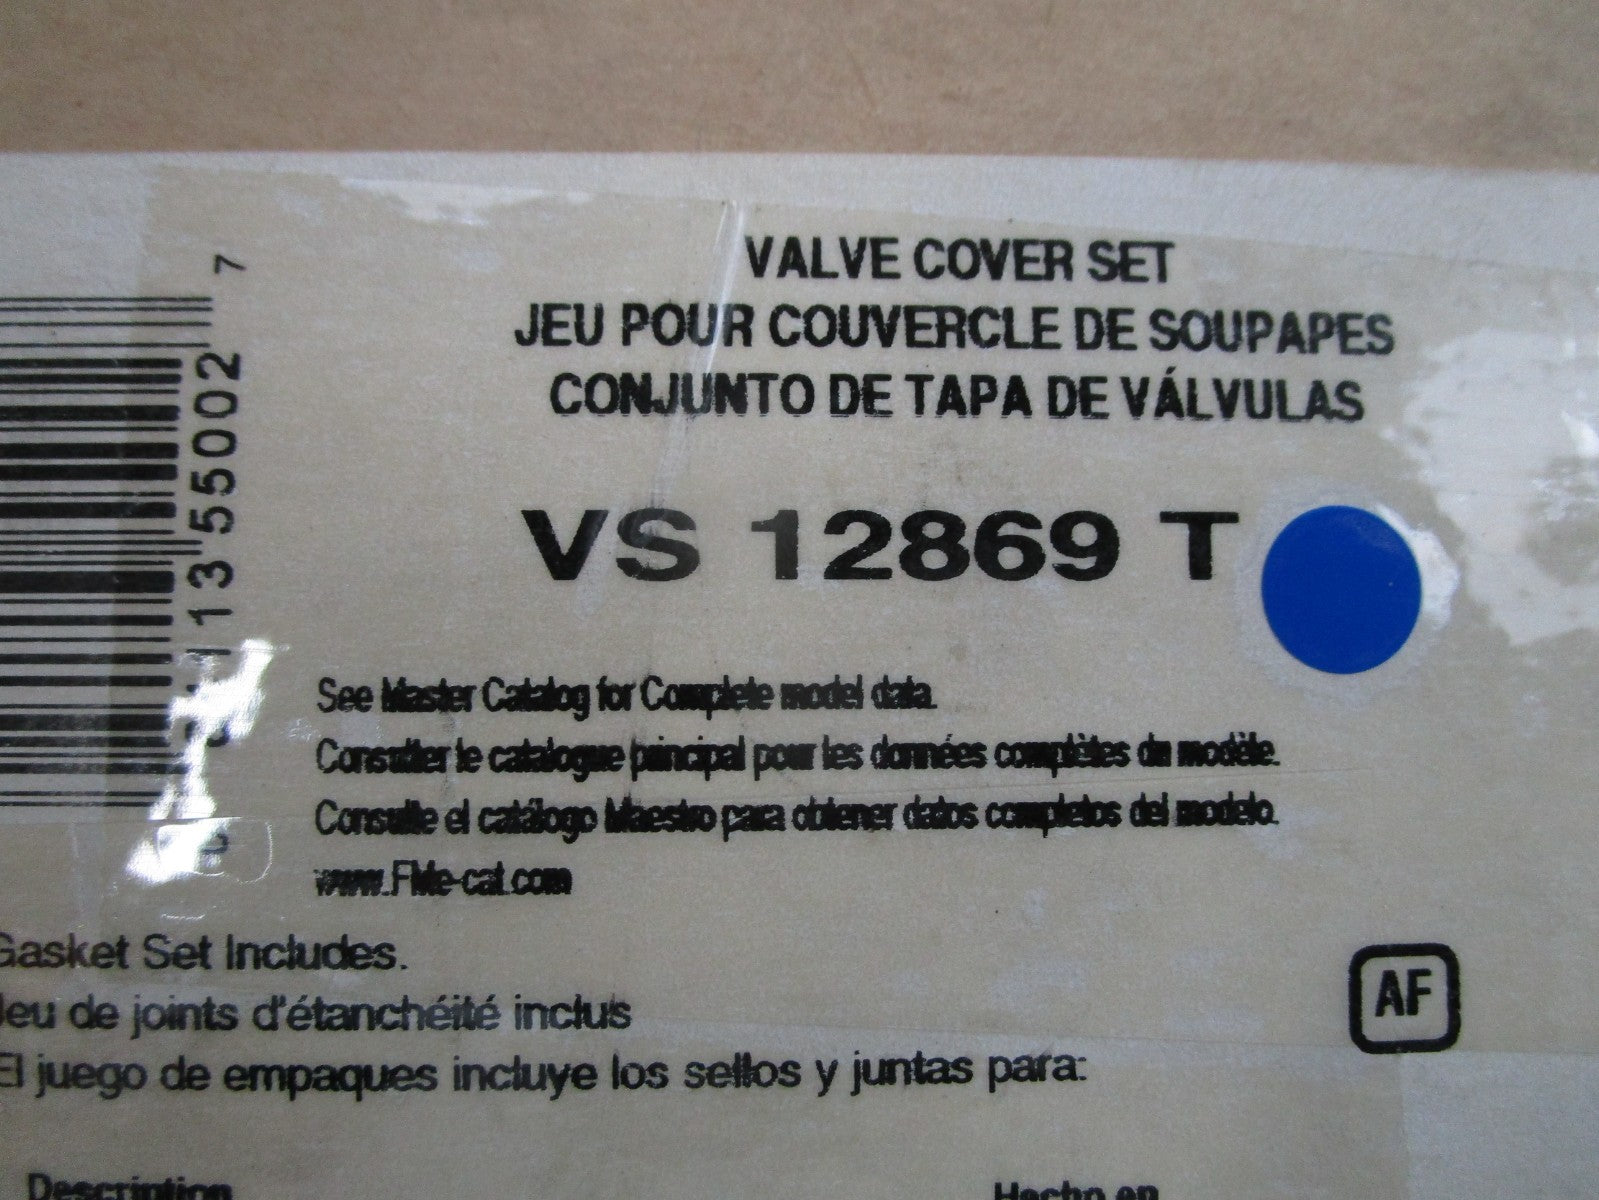 VALVE COVER SET
JEU POUR COUVERCLE DE SOUPAPES
CONJUNTO DE TAPA DE VÁLVULAS
VS 12869 T
See Master Catalog for Complete model data.
Consulter le catalogue principal pour les données complètes du modèle.
Consulte el catálogo Maestro para obtener datos completos del modelo.
www.FMe-cat.com
Gasket Set Includes.
Jeu de joints d'étanchéité inclus
El juego de empaques incluye los sellos y juntas para:
AF
Description
Hecho en
13 55002 7